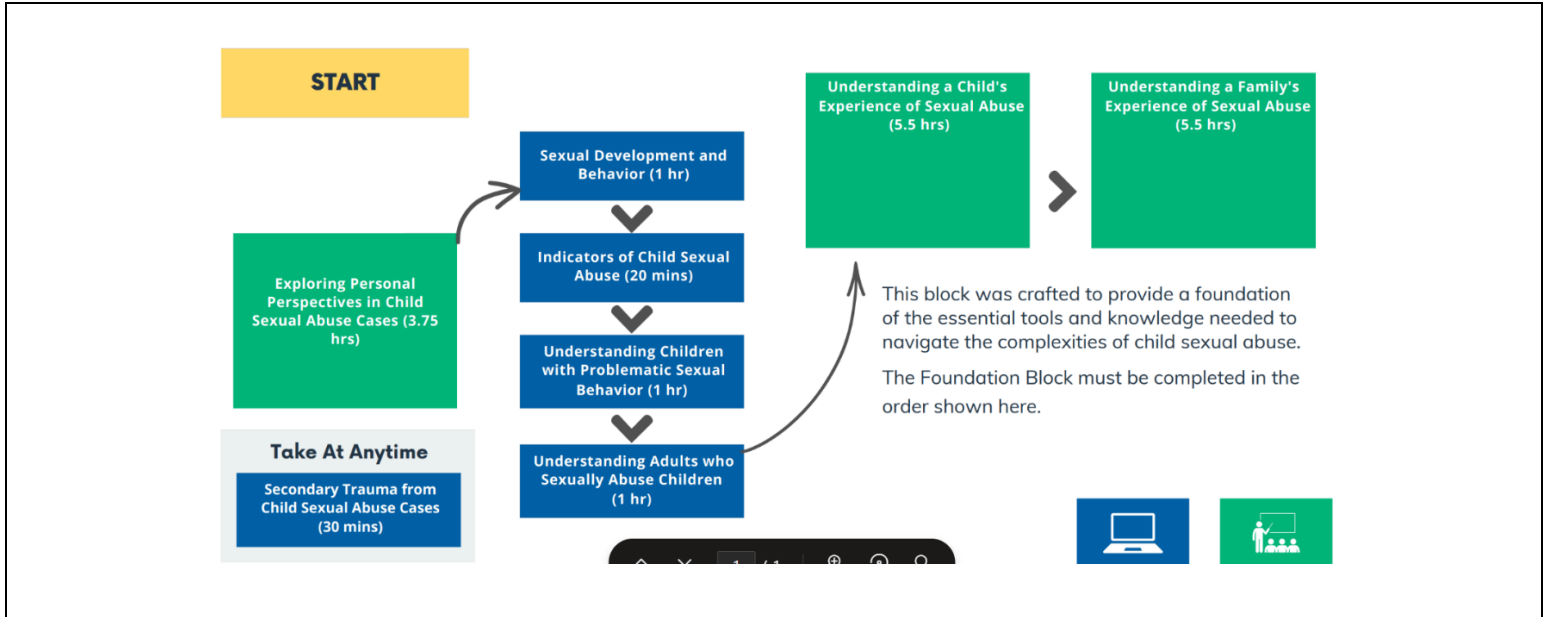 START
Exploring Personal
Perspectives in Child
Sexual Abuse Cases (3.75
hrs)
Take At Anytime
Secondary Trauma from
Child Sexual Abuse Cases
(30 mins)
Sexual Development and
Behavior (1 hr)
Indicators of Child Sexual
Abuse (20 mins)
Understanding Children
with Problematic Sexual
Behavior (1 hr)
Understanding Adults who
Sexually Abuse Children
(1 hr)
Understanding a Child's
Experience of Sexual Abuse
(5.5 hrs)
Understanding a Family's
Experience of Sexual Abuse
(5.5 hrs)
This block was crafted to provide a foundation
of the essential tools and knowledge needed to
navigate the complexities of child sexual abuse.
The Foundation Block must be completed in the
order shown here.